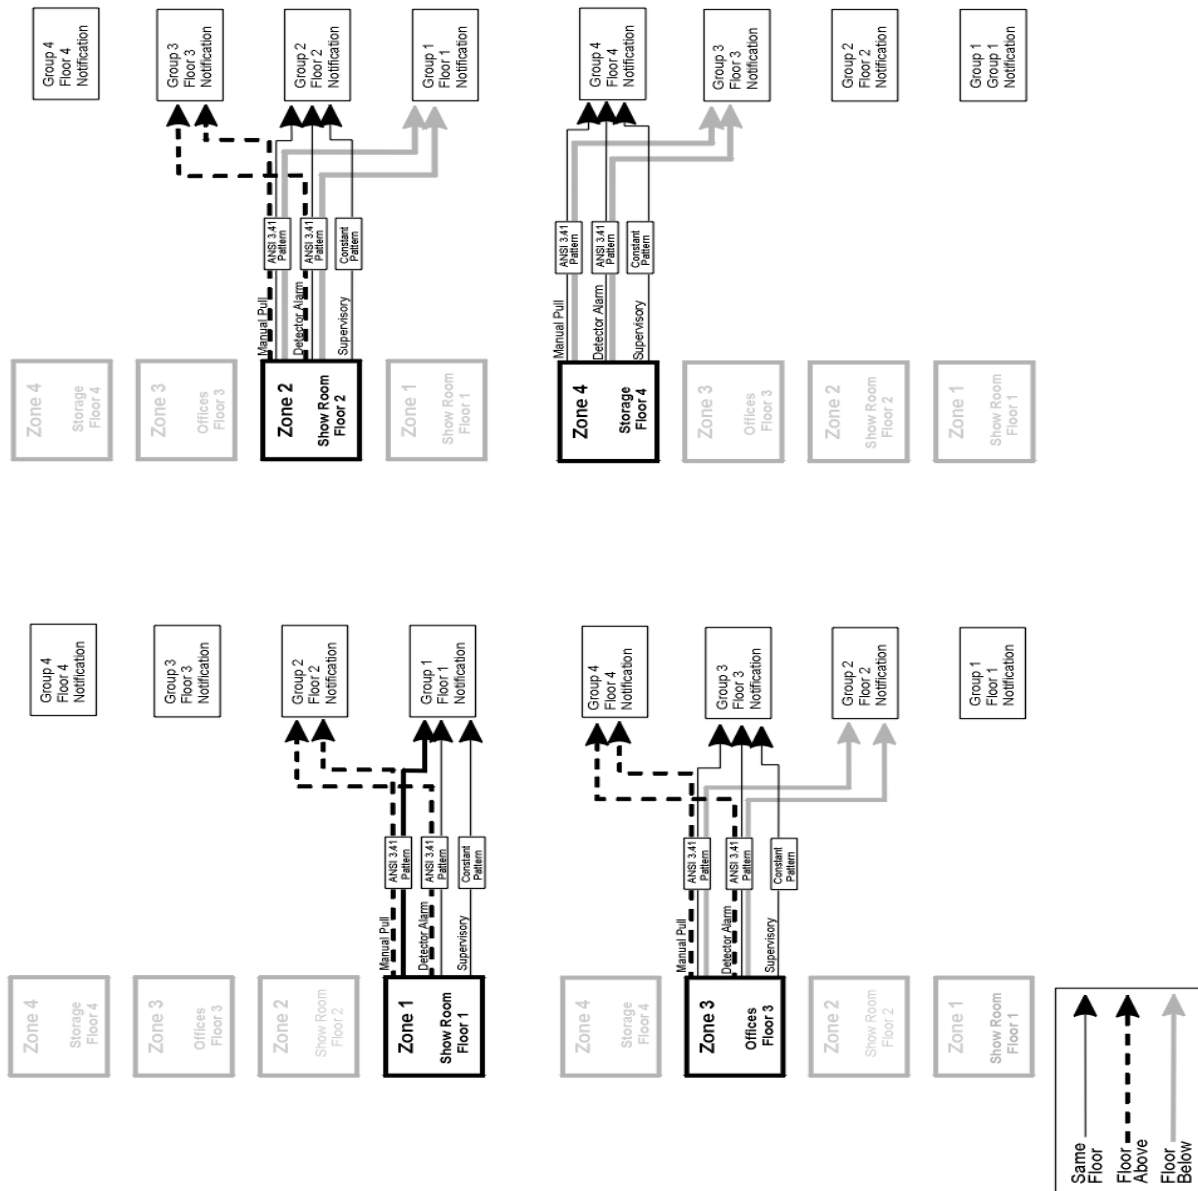 Group 4
Floor 4
Notification
Group 3
Floor 3
Notification
Group 2
Floor 2
Notification
Group 1
Floor 1
Notification
Manual Pull
ANSI 3.41
Pattern
Detector Alarm
ANSI 3.41
Pattern
Supervisory
Constant
Pattern
Zone 4
Storage
Floor 4
Zone 3
Offices
Floor 3
Zone 2
Show Room
Floor 2
Zone 1
Show Room
Floor 1
Group 4
Floor 4
Notification
Group 3
Floor 3
Notification
Group 2
Floor 2
Notification
Group 1
Group 1
Notification
Manual Pull
ANSI 3.41
Pattern
Detector Alarm
ANSI 3.41
Pattern
Supervisory
Constant
Pattern
Zone 4
Storage
Floor 4
Zone 3
Offices
Floor 3
Zone 2
Show Room
Floor 2
Zone 1
Show Room
Floor 1
Group 4
Floor 4
Notification
Group 3
Floor 3
Notification
Group 2
Floor 2
Notification
Group 1
Floor 1
Notification
Manual Pull
ANSI 3.41
Pattern
Detector Alarm
ANSI 3.41
Pattern
Supervisory
Constant
Pattern
Zone 4
Storage
Floor 4
Zone 3
Offices
Floor 3
Zone 2
Show Room
Floor 2
Zone 1
Show Room
Floor 1
Group 4
Floor 4
Notification
Group 3
Floor 3
Notification
Group 2
Floor 2
Notification
Group 1
Floor 1
Notification
Manual Pull
ANSI 3.41
Pattern
Detector Alarm
ANSI 3.41
Pattern
Supervisory
Constant
Pattern
Zone 4
Storage
Floor 4
Zone 3
Offices
Floor 3
Zone 2
Show Room
Floor 2
Zone 1
Show Room
Floor 1
Same
Floor
Floor
Above
Floor
Below